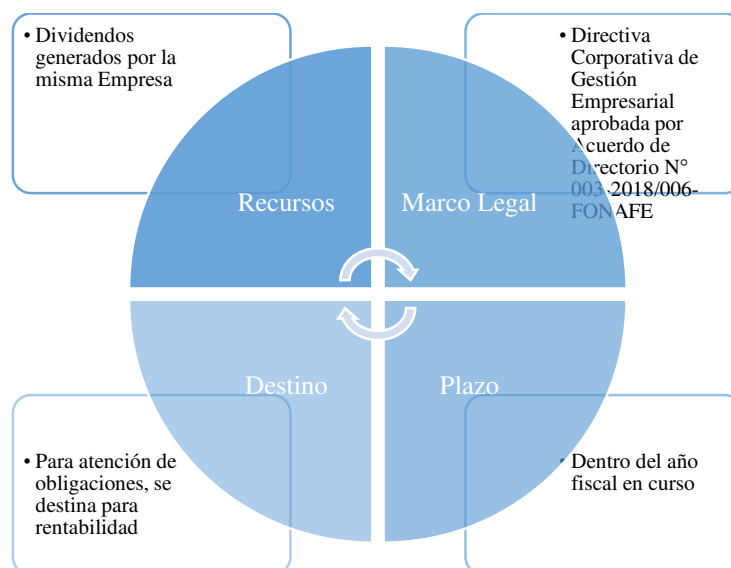 • Dividendos
generados por la
misma Empresa
• Directiva
Corporativa de
Gestión
Empresarial
aprobada por
Acuerdo de
Directorio N°
003-2018/006-
FONAFE
Recursos
Marco Legal
Destino
Plazo
• Para atención de
obligaciones, se
destina para
rentabilidad
• Dentro del año
fiscal en curso